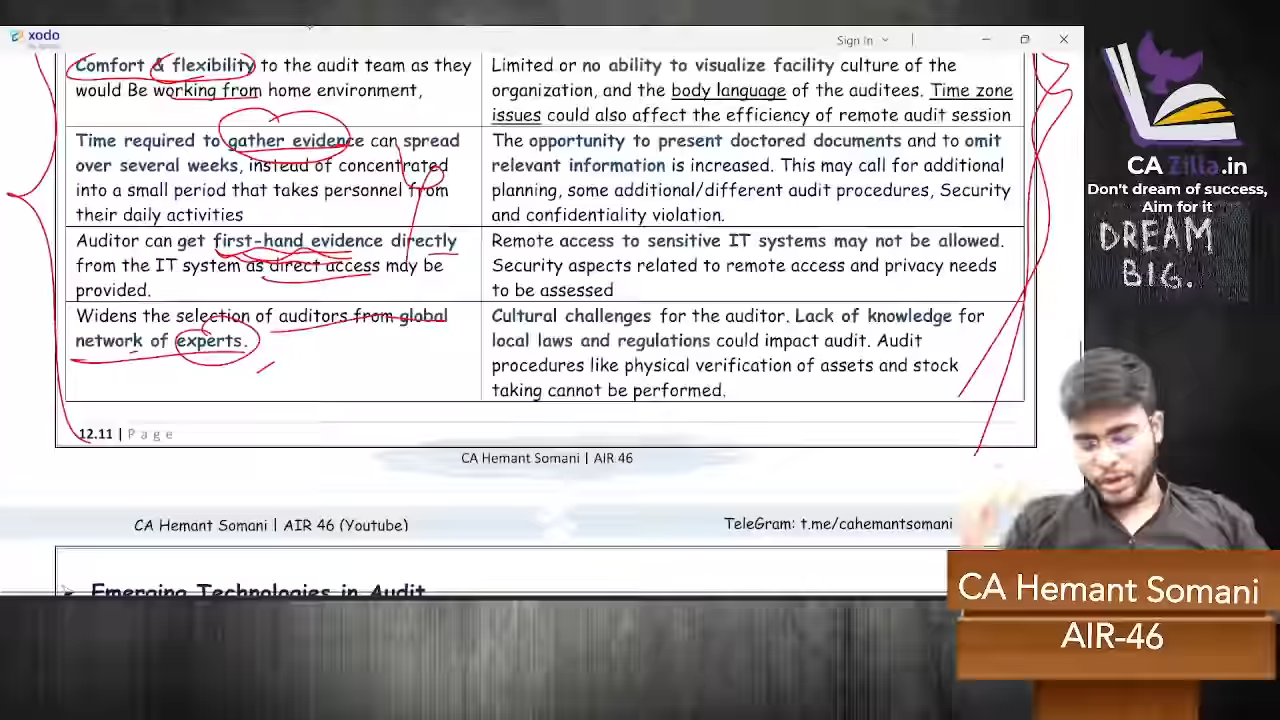 xodo
Sign In
Comfort & flexibility to the audit team as they
would Be working from home environment,
Limited or no ability to visualize facility culture of the
organization, and the body language of the auditees. Time zone
issues could also affect the efficiency of remote audit session
Time required to gather evidence can spread
over several weeks, instead of concentrated
into a small period that takes personnel from
their daily activities
The opportunity to present doctored documents and to omit
relevant information is increased. This may call for additional
planning, some additional/different audit procedures, Security
and confidentiality violation.
Auditor can get first-hand evidence directly
from the IT system as direct access may be
provided.
Remote access to sensitive IT systems may not be allowed.
Security aspects related to remote access and privacy needs
to be assessed
Widens the selection of auditors from global
network of experts.
Cultural challenges for the auditor. Lack of knowledge for
local laws and regulations could impact audit. Audit
procedures like physical verification of assets and stock
taking cannot be performed.
12.11 | Page
CA Hemant Somani | AIR 46
CA Hemant Somani | AIR 46 (Youtube)
TeleGram: t.me/cahemantsomani
Emerging Technologies in Audit
CA Zilla.in
Don't dream of success,
Aim for it
DREAM
BIG.
CA Hemant Somani
AIR-46